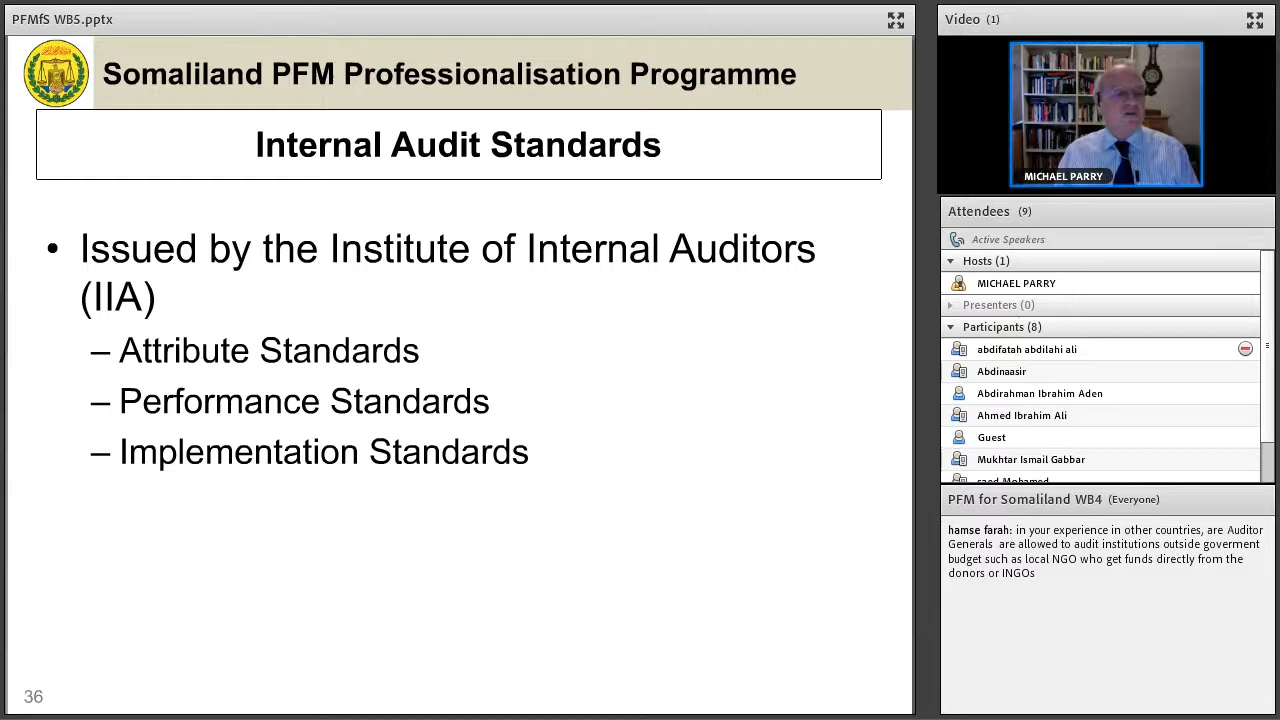 PFMfS WB5.pptx
Somaliland PFM Professionalisation Programme
Internal Audit Standards
• Issued by the Institute of Internal Auditors
(IIA)
– Attribute Standards
– Performance Standards
– Implementation Standards
36
Video (1)
MICHAEL PARRY
Attendees (9)
Active Speakers
Hosts (1)
MICHAEL PARRY
Presenters (0)
Participants (8)
abdifatah abdilahi ali
Abdinaasir
Abdirahman Ibrahim Aden
Ahmed Ibrahim Ali
Guest
Mukhtar Ismail Gabbar
saed Mohamed
PFM for Somaliland WB4 (Everyone)
hamse farah: in your experience in other countries, are Auditor
Generals are allowed to audit institutions outside goverment
budget such as local NGO who get funds directly from the
donors or INGOs